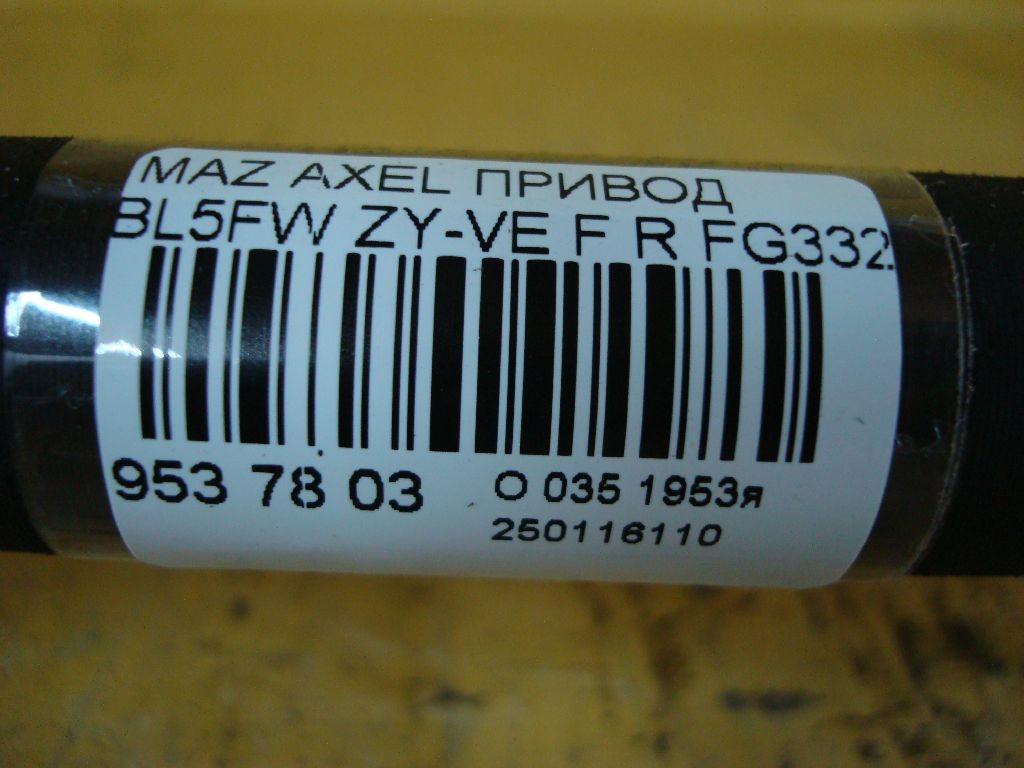 MAZ AXEL ПРИВОД
BL5FW ZY-VE F R FG332
953 78 03
O 035 1953я
250116110